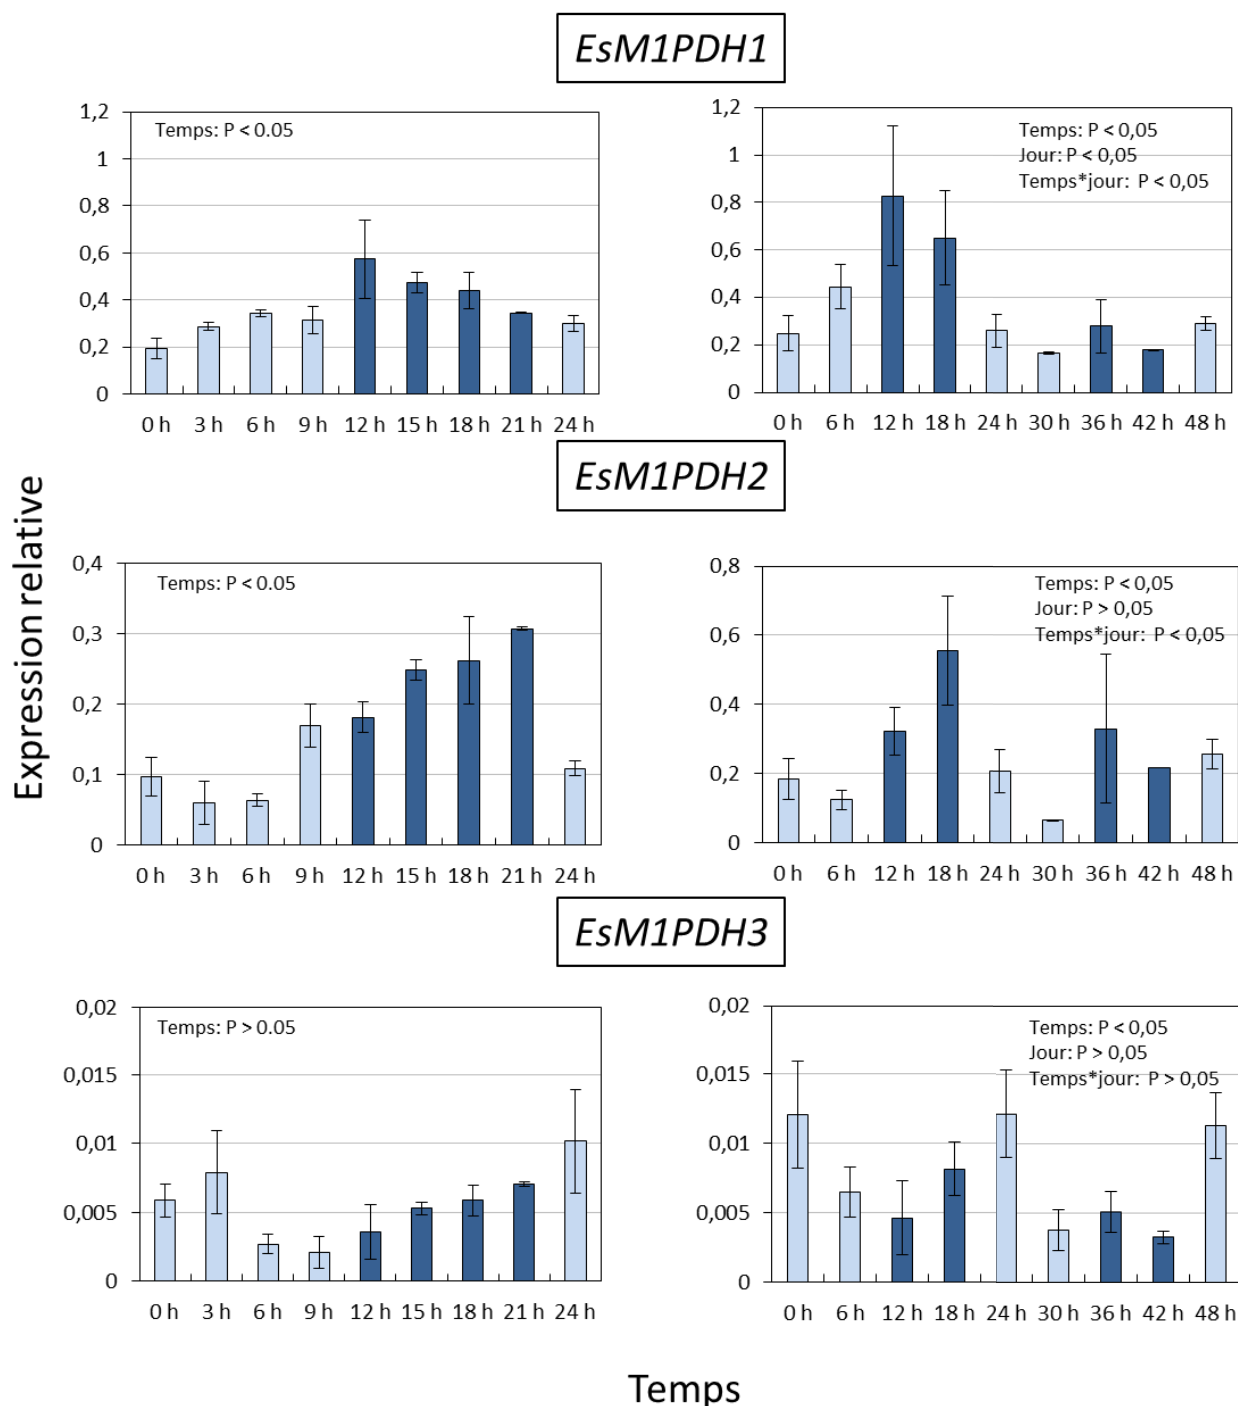 EsM1PDH1
1,2
1
0,8
0,6
0,4
0,2
0
Temps: P < 0.05
0 h 3 h 6 h 9 h 12 h 15 h 18 h 21 h 24 h
1,2
1
0,8
0,6
0,4
0,2
0
Temps: P < 0,05
Jour: P < 0,05
Temps*jour: P < 0,05
0 h 6 h 12 h 18 h 24 h 30 h 36 h 42 h 48 h
EsM1PDH2
Expression relative
0,4
0,3
0,2
0,1
0
Temps: P < 0.05
0 h 3 h 6 h 9 h 12 h 15 h 18 h 21 h 24 h
0,8
0,6
0,4
0,2
0
Temps: P < 0,05
Jour: P > 0,05
Temps*jour: P < 0,05
0 h 6 h 12 h 18 h 24 h 30 h 36 h 42 h 48 h
EsM1PDH3
0,02
0,015
0,01
0,005
0
Temps: P > 0.05
0 h 3 h 6 h 9 h 12 h 15 h 18 h 21 h 24 h
0,02
0,015
0,01
0,005
0
Temps: P < 0,05
Jour: P > 0,05
Temps*jour: P > 0,05
0 h 6 h 12 h 18 h 24 h 30 h 36 h 42 h 48 h
Temps